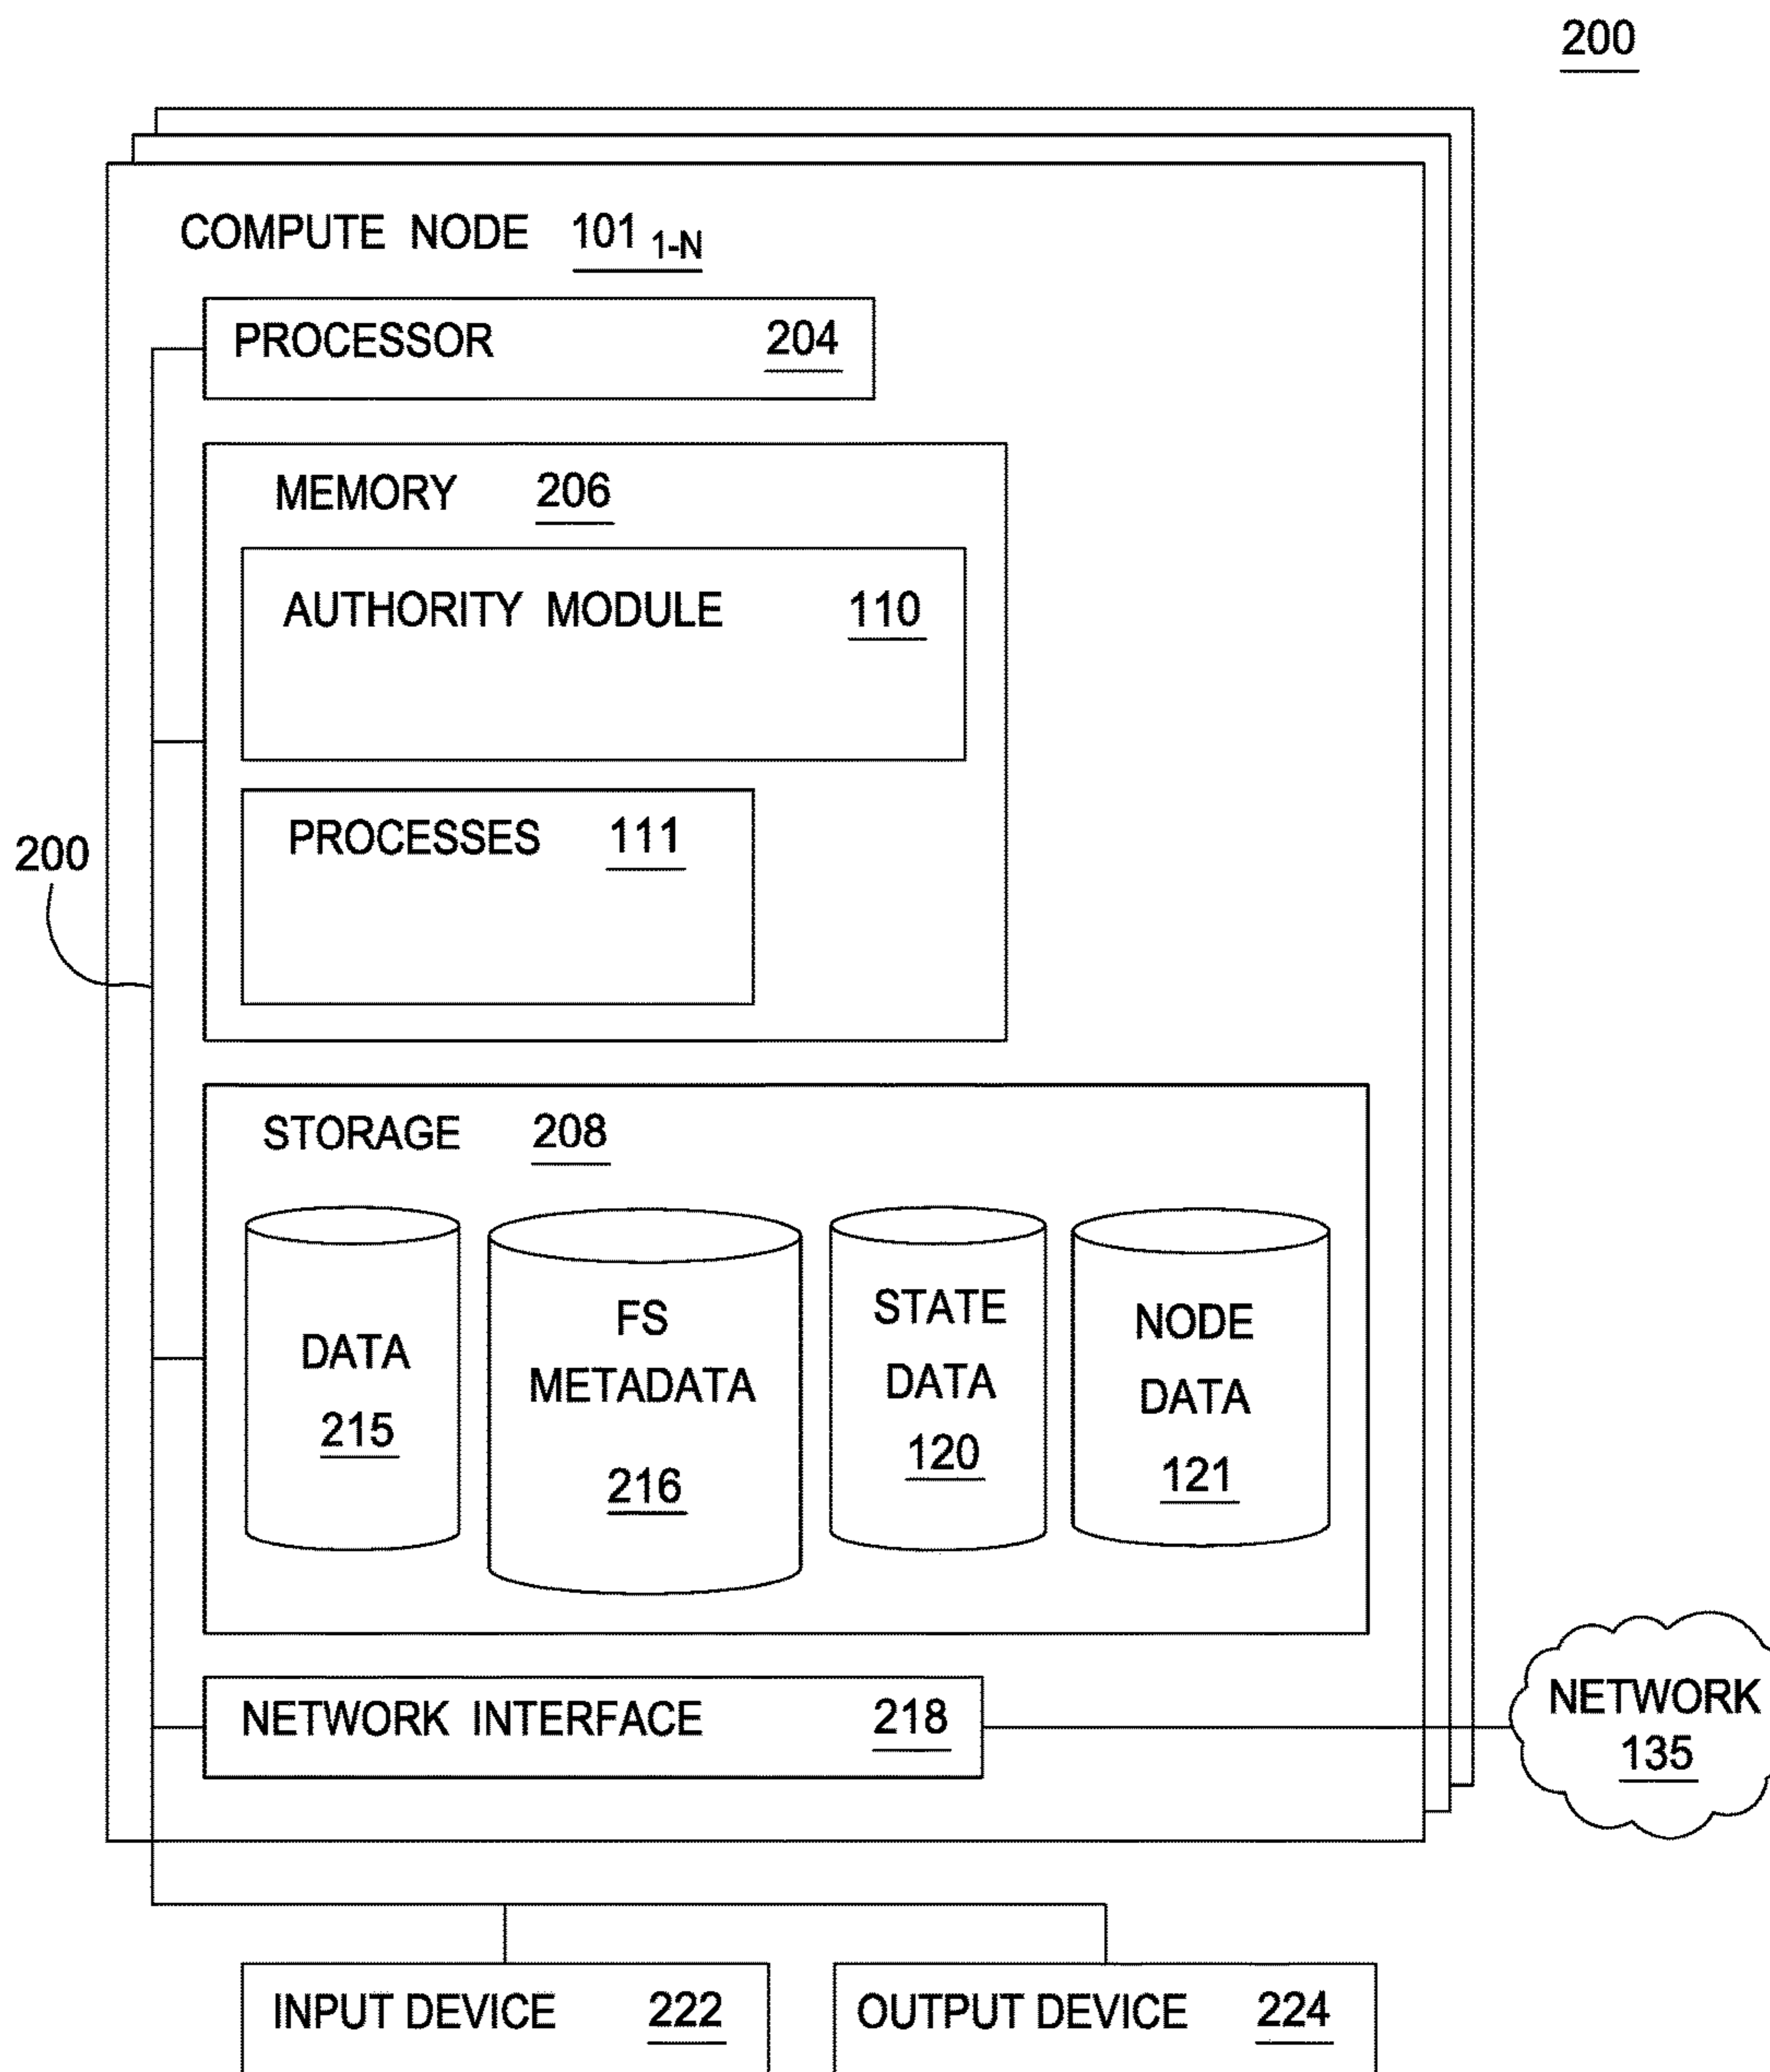 200
COMPUTE NODE 101 1-N
PROCESSOR 204
MEMORY 206
AUTHORITY MODULE 110
PROCESSES 111
200
STORAGE 208
DATA
215
FS
METADATA
216
STATE
DATA
120
NODE
DATA
121
NETWORK INTERFACE 218
NETWORK
135
INPUT DEVICE 222
OUTPUT DEVICE 224